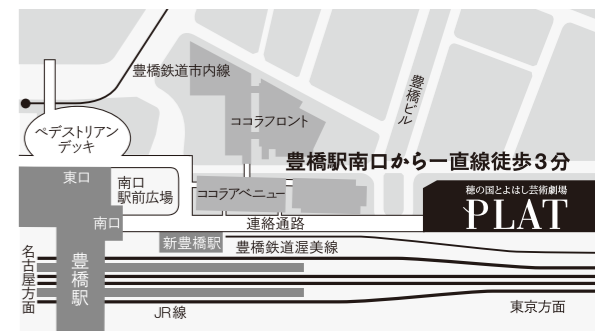 豊橋鉄道市内線
豊橋ビル
ココラフロント
ペデストリアン
デッキ
豊橋駅南口から一直線徒歩3分
東口
南口
駅前広場
ココラアベニュー
穂の国とよはし芸術劇場
PLAT
南口
連絡通路
新豊橋駅
豊橋鉄道渥美線
名古屋方面
豊橋駅
JR線
東京方面